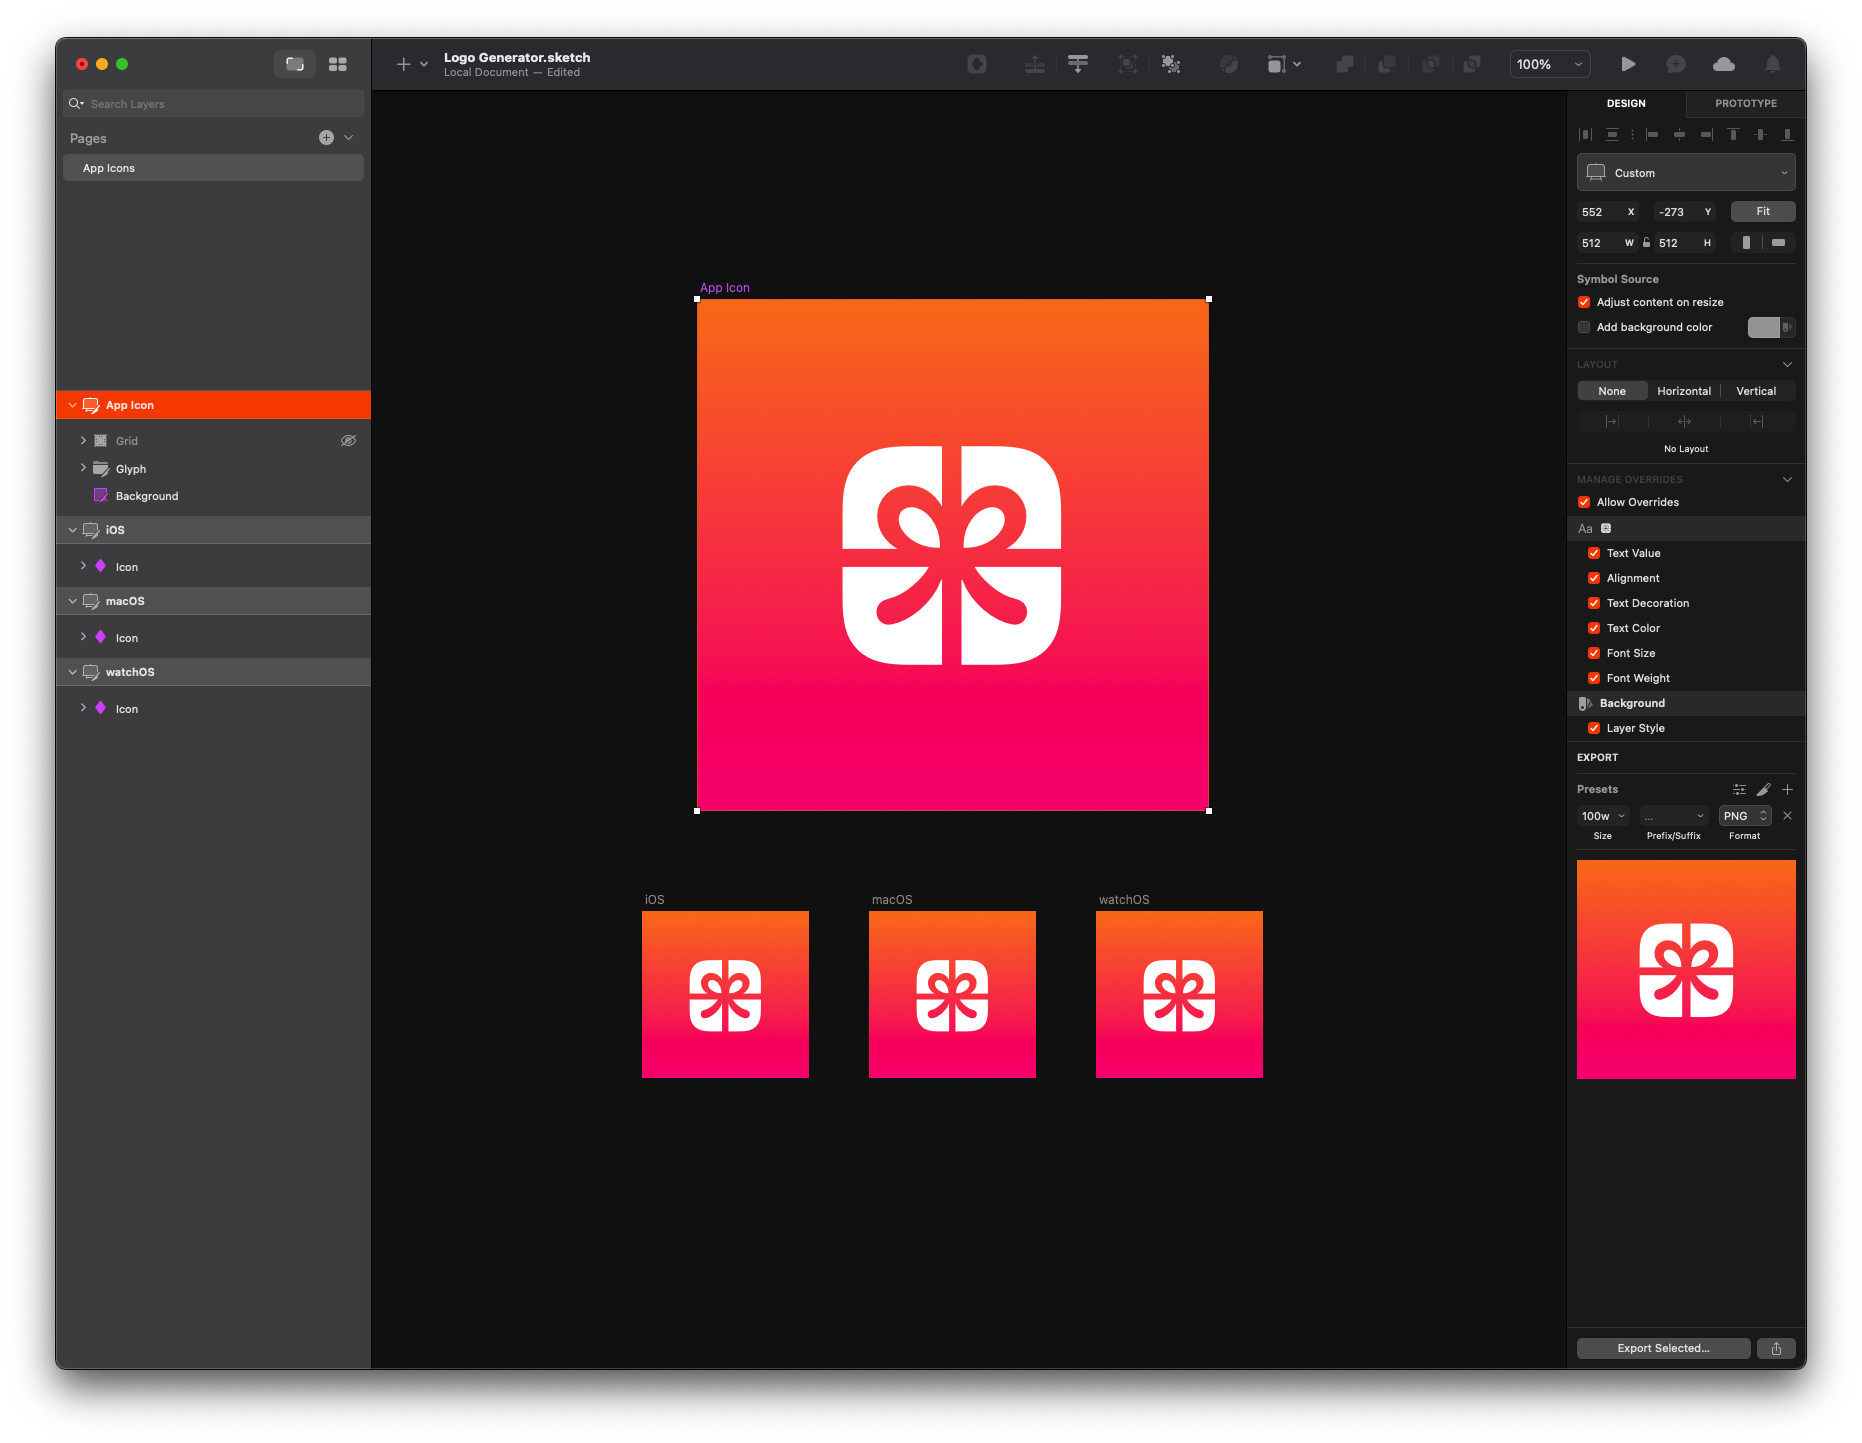 Logo Generator.sketch
Local Document — Edited
100%
Search Layers
Pages
App Icons
App Icon
Grid
Glyph
Background
iOS
Icon
macOS
Icon
watchOS
Icon
App Icon
iOS
macOS
watchOS
DESIGN
PROTOTYPE
Custom
552 X -273 Y Fit
512 W 512 H
Symbol Source
Adjust content on resize
Add background color
LAYOUT
None Horizontal Vertical
No Layout
MANAGE OVERRIDES
Allow Overrides
Aa
Text Value
Alignment
Text Decoration
Text Color
Font Size
Font Weight
Background
Layer Style
EXPORT
Presets
100w ... PNG
Size Prefix/Suffix Format
Export Selected...